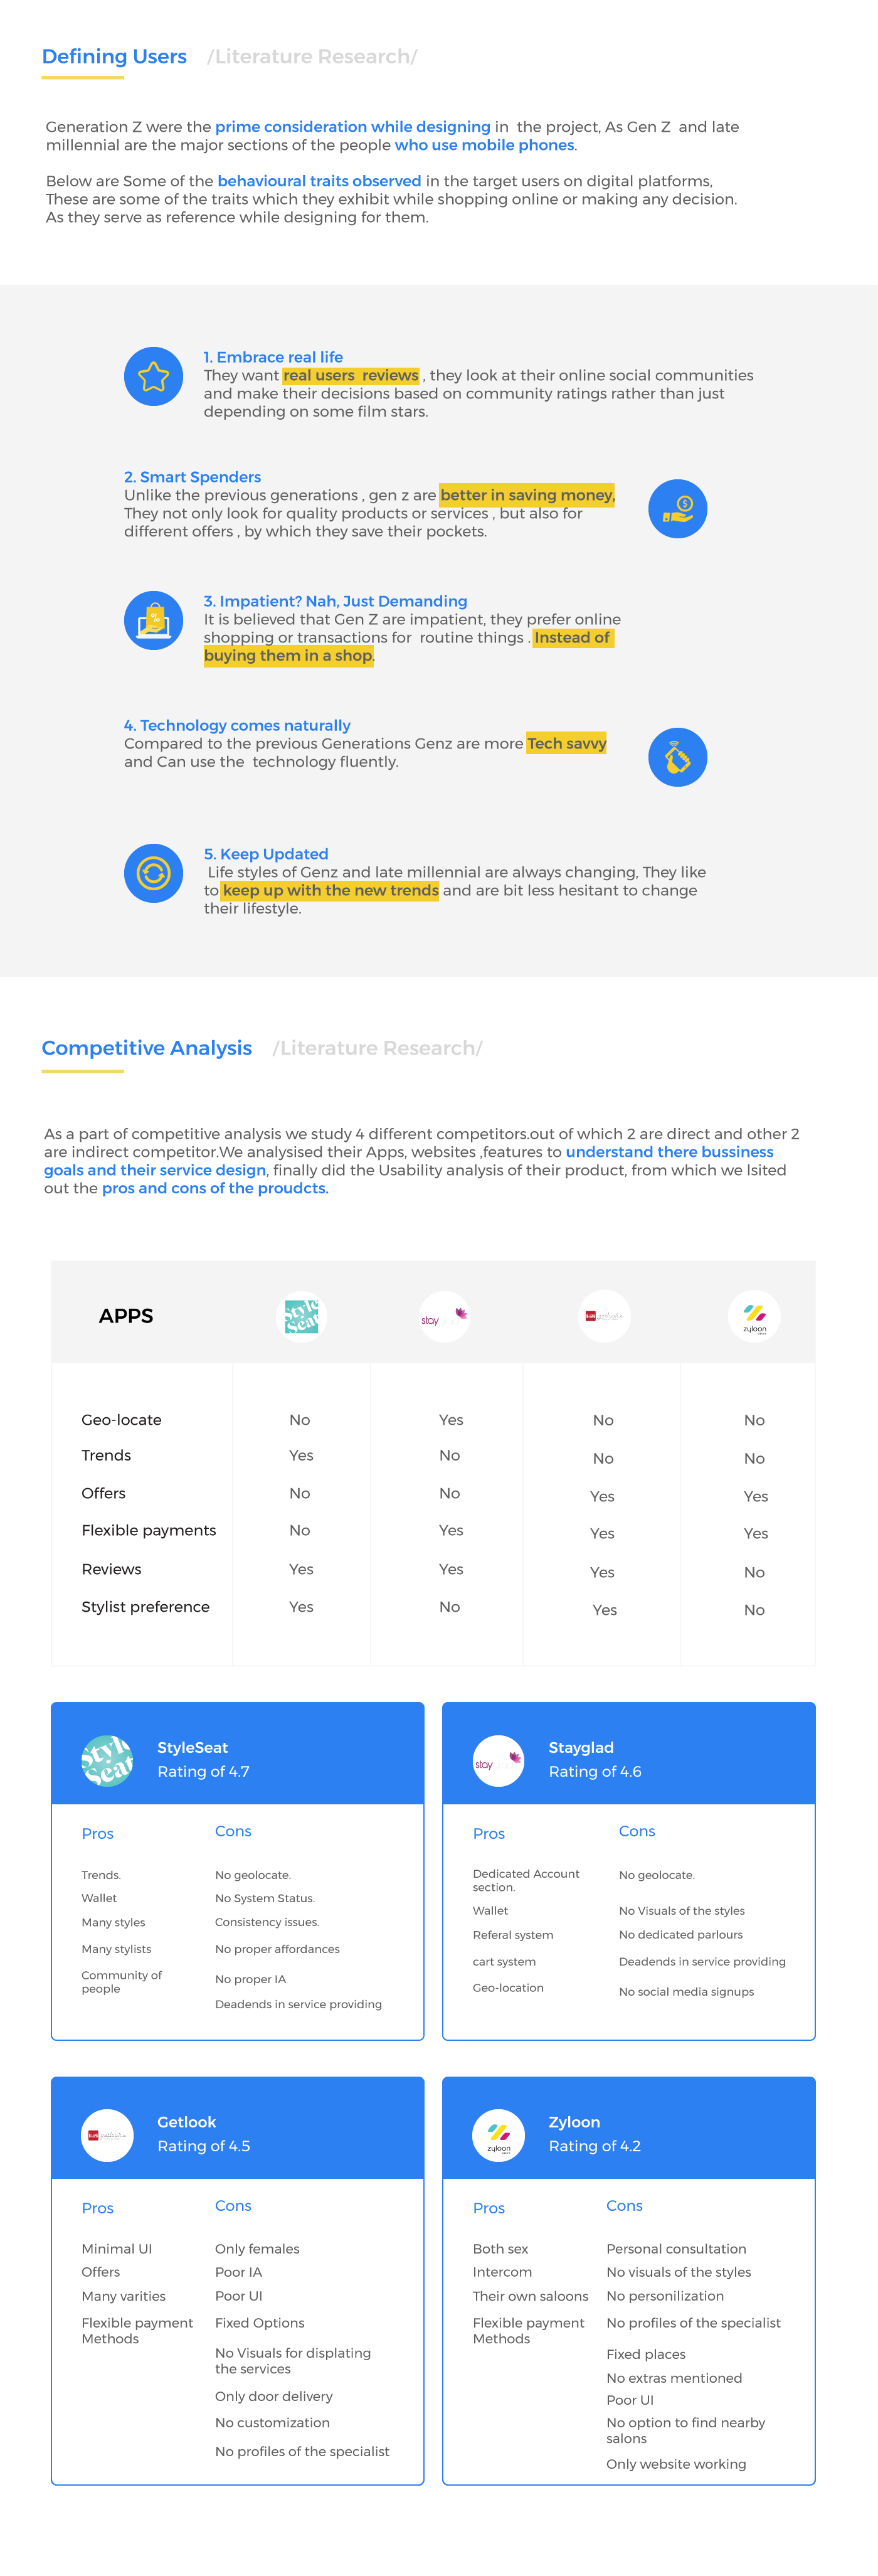 Defining Users /Literature Research/
Generation Z were the prime consideration while designing in the project, As Gen Z and late
millennial are the major sections of the people who use mobile phones.
Below are Some of the behavioural traits observed in the target users on digital platforms,
These are some of the traits which they exhibit while shopping online or making any decision.
As they serve as reference while designing for them.
1. Embrace real life
They want real users reviews , they look at their online social communities
and make their decisions based on community ratings rather than just
depending on some film stars.
2. Smart Spenders
Unlike the previous generations , gen z are better in saving money,
They not only look for quality products or services , but also for
different offers , by which they save their pockets.
3. Impatient? Nah, Just Demanding
It is believed that Gen Z are impatient, they prefer online
shopping or transactions for routine things . Instead of
buying them in a shop.
4. Technology comes naturally
Compared to the previous Generations Genz are more Tech savvy
and Can use the technology fluently.
5. Keep Updated
Life styles of Genz and late millennial are always changing, They like
to keep up with the new trends and are bit less hesitant to change
their lifestyle.
Competitive Analysis /Literature Research/
As a part of competitive analysis we study 4 different competitors.out of which 2 are direct and other 2
are indirect competitor.We analysised their Apps, websites ,features to understand there bussiness
goals and their service design, finally did the Usability analysis of their product, from which we lsited
out the pros and cons of the proudcts.
APPS Style Seat stay zyloon
Geo-locate No Yes No No
Trends Yes No No No
Offers No No Yes Yes
Flexible payments No Yes Yes Yes
Reviews Yes Yes Yes No
Stylist preference Yes No Yes No
Style Seat
StyleSeat
Rating of 4.7
Pros
Trends.
Wallet
Many styles
Many stylists
Community of
people
Cons
No geolocate.
No System Status.
Consistency issues.
No proper affordances
No proper IA
Deadends in service providing
stay
Stayglad
Rating of 4.6
Pros
Dedicated Account
section.
Wallet
Referal system
cart system
Geo-location
Cons
No geolocate.
No Visuals of the styles
No dedicated parlours
Deadends in service providing
No social media signups
Getlook
Rating of 4.5
Pros
Minimal UI
Offers
Many varities
Flexible payment
Methods
Cons
Only females
Poor IA
Poor UI
Fixed Options
No Visuals for displating
the services
Only door delivery
No customization
No profiles of the specialist
zyloon
Zyloon
Rating of 4.2
Pros
Both sex
Intercom
Their own saloons
Flexible payment
Methods
Cons
Personal consultation
No visuals of the styles
No personilization
No profiles of the specialist
Fixed places
No extras mentioned
Poor UI
No option to find nearby
salons
Only website working